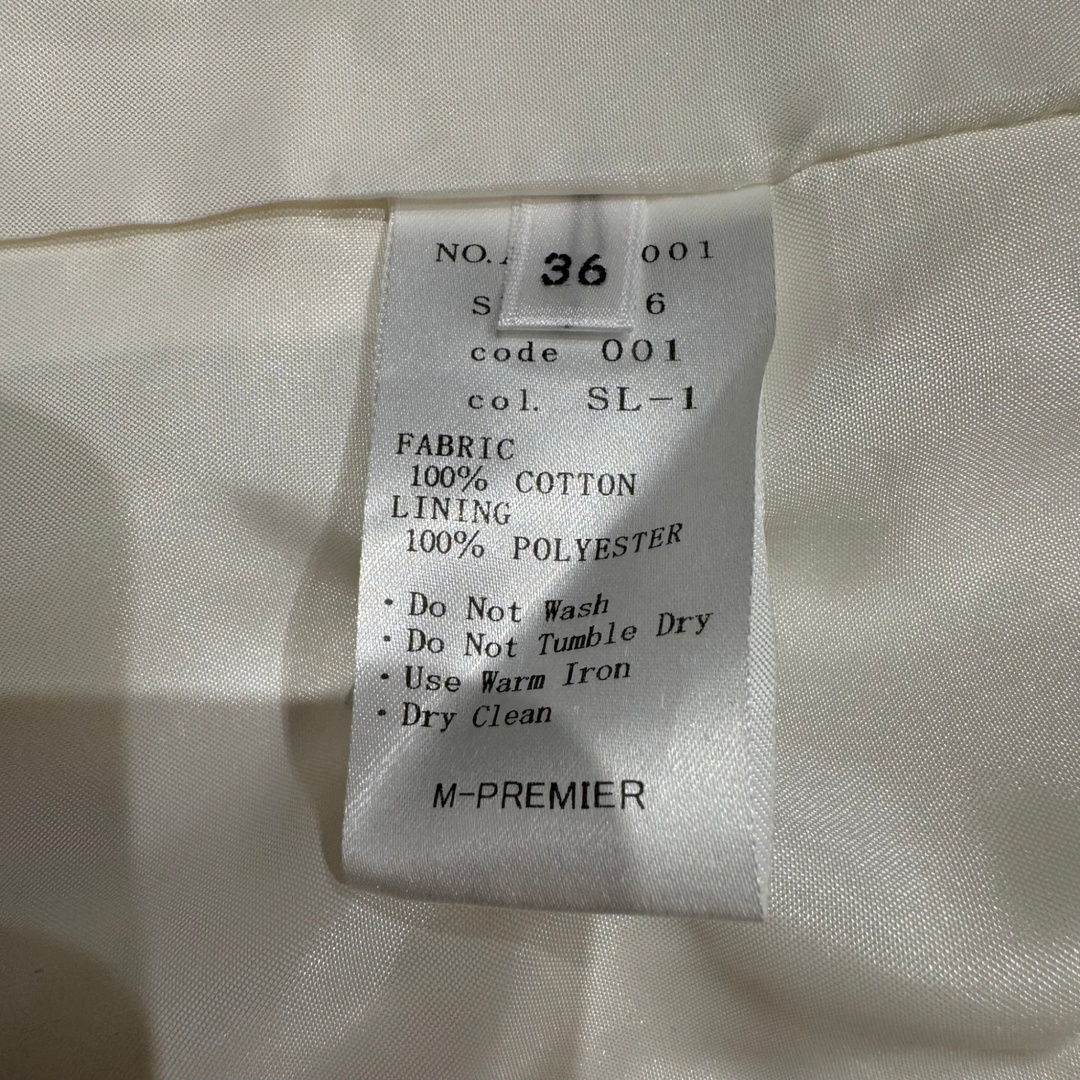 NO. 001
36
6
code 001
col. SL-1
FABRIC
100% COTTON
LINING
100% POLYESTER
・Do Not Wash
・Do Not Tumble Dry
・Use Warm Iron
・Dry Clean
M-PREMIER